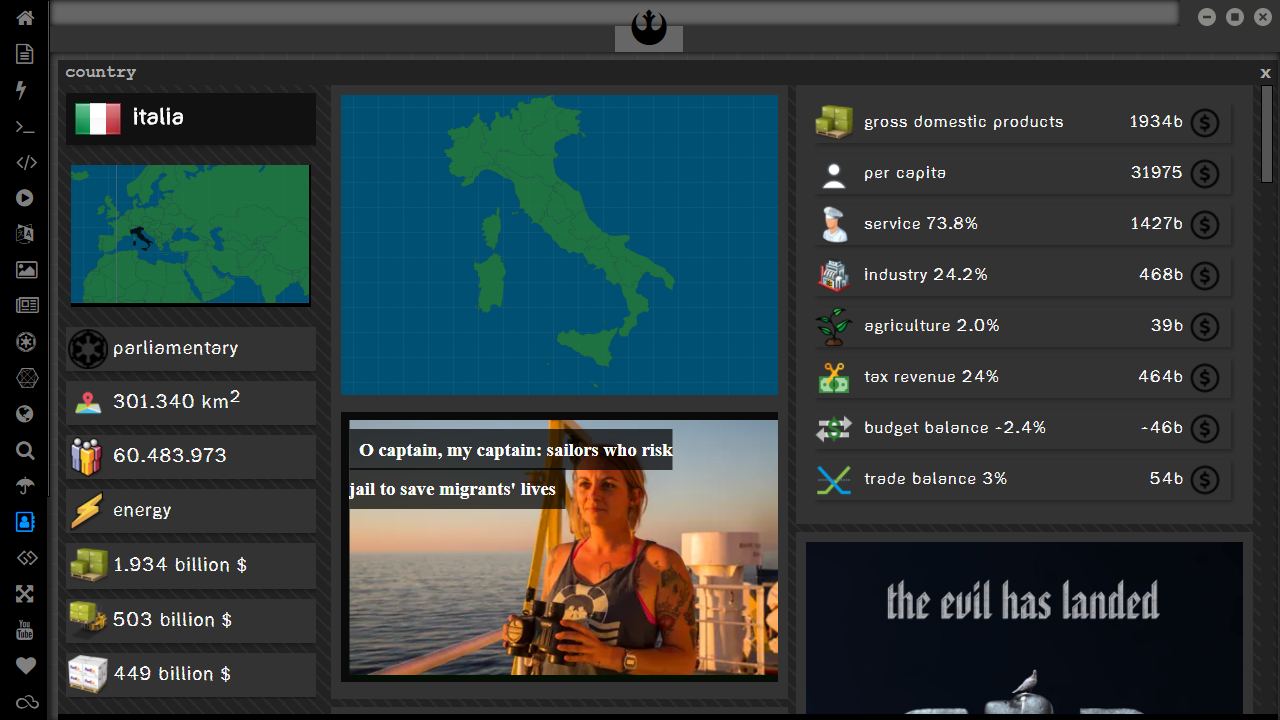 country
x
italia
parliamentary
301.340 km²
60.483.973
energy
1.934 billion $
503 billion $
449 billion $
O captain, my captain: sailors who risk
jail to save migrants' lives
gross domestic products 1934b $
per capita 31975 $
service 73.8% 1427b $
industry 24.2% 468b $
agriculture 2.0% 39b $
tax revenue 24% 464b $
budget balance -2.4% -46b $
trade balance 3% 54b $
the evil has landed
You
Tube